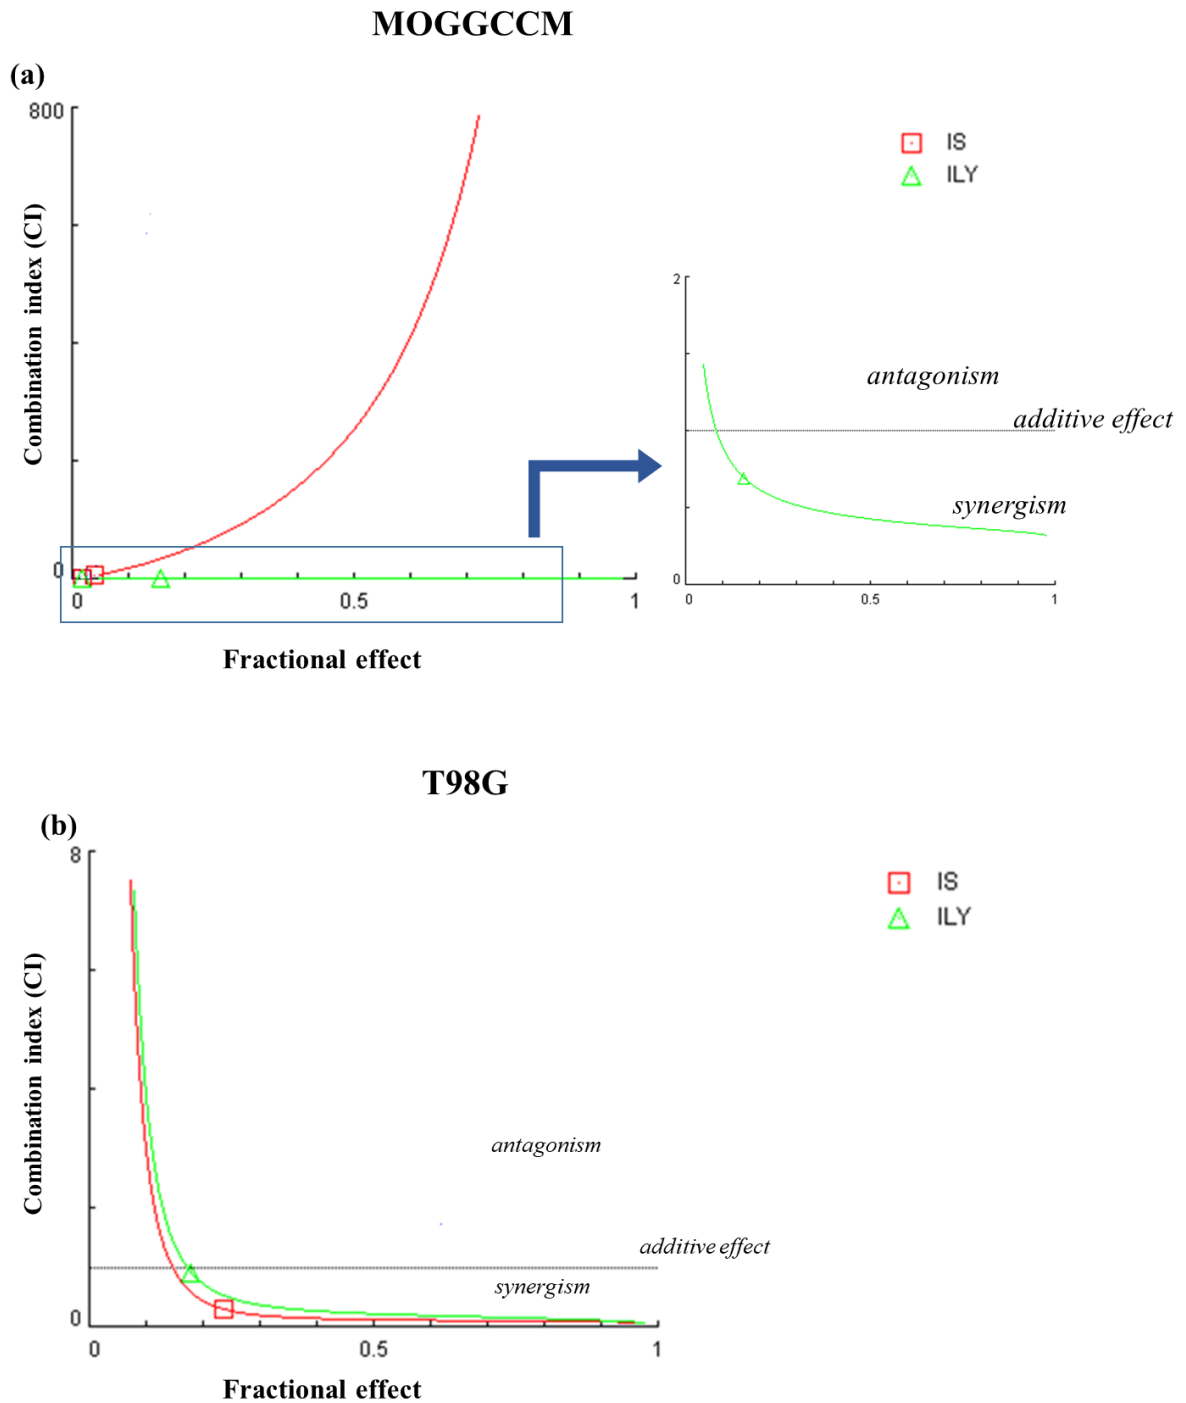 MOGGCCM
(a)
800
Combination index (CI)
IS
ILY
2
antagonism
additive effect
synergism
0
0
0.5
1
0
0
0.5
1
Fractional effect
T98G
(b)
8
Combination index (CI)
IS
ILY
antagonism
additive effect
synergism
0
0
0.5
1
Fractional effect